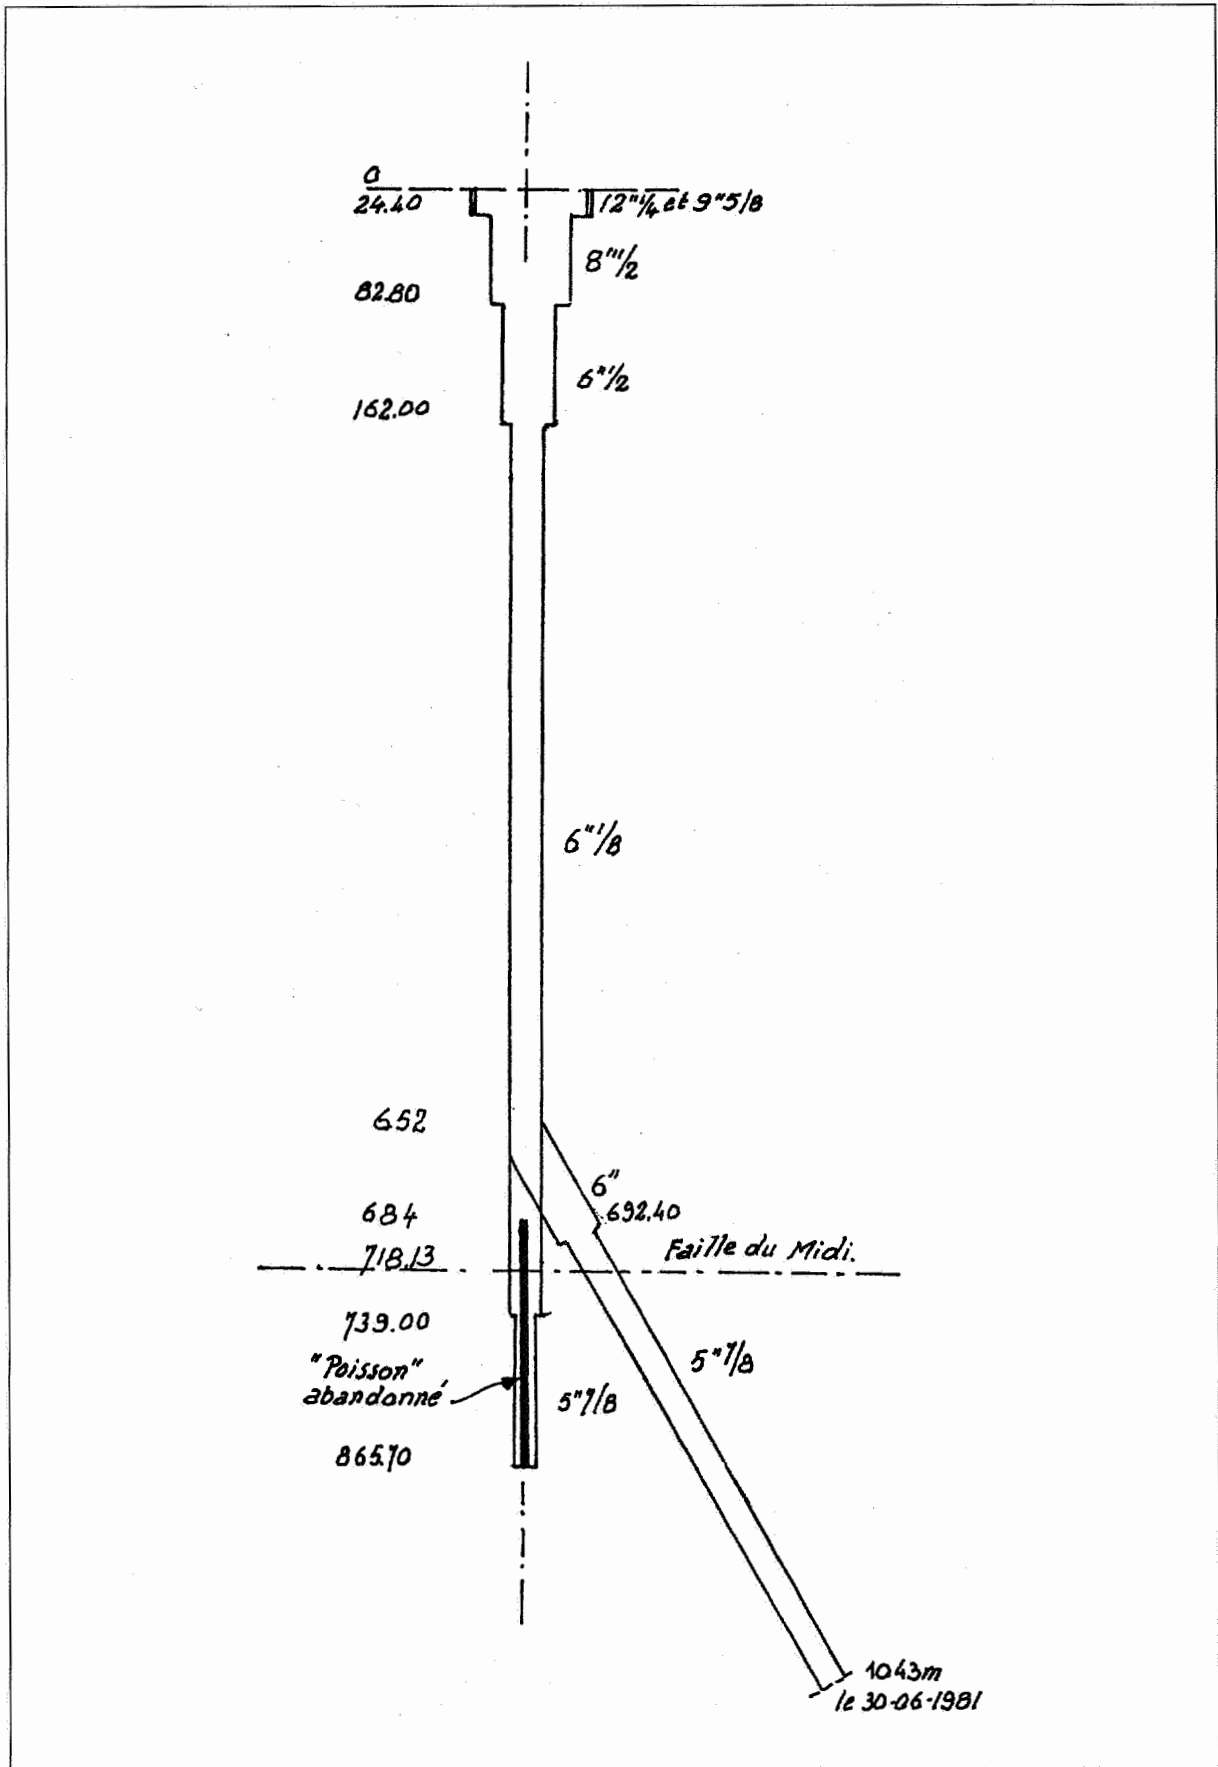 0
24.40 12"1/4 et 9"5/8
8"1/2
82.80
6"1/2
162.00
6"1/8
652
6"
684 692.40
718.13 Faille du Midi.
739.00
"Poisson" 5"7/8
abandonné 5"7/8
865.70
1043m
le 30-06-1981